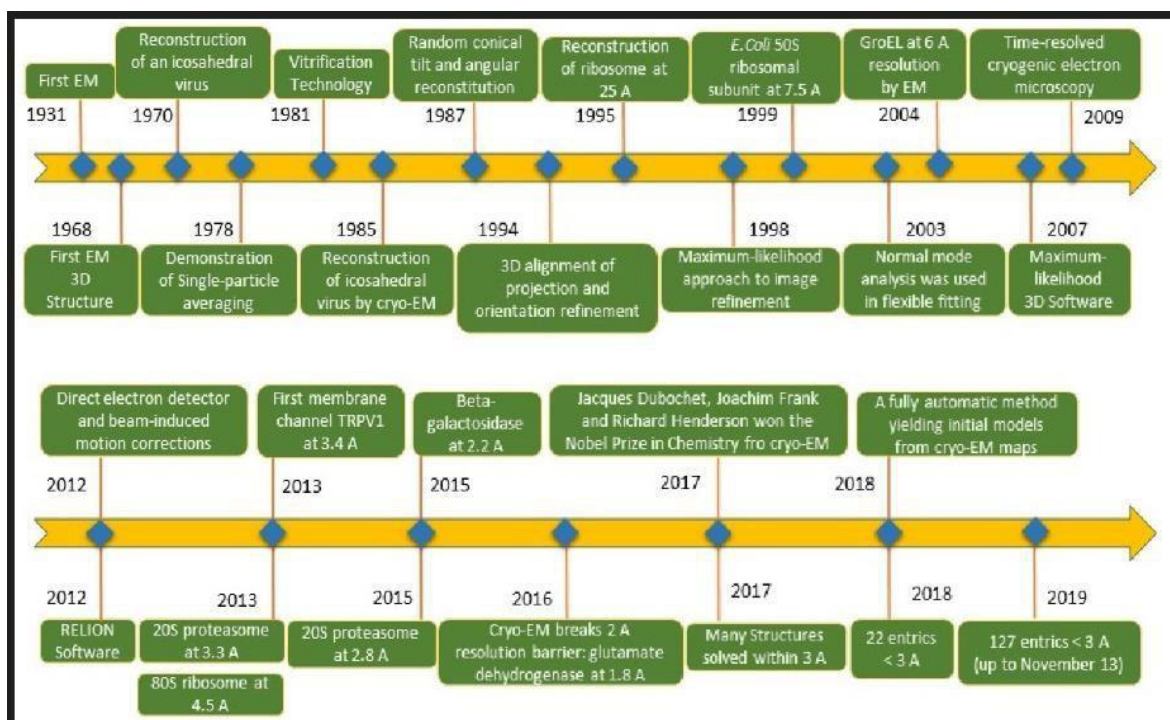 First EM
1931
Reconstruction
of an icosahedral
virus
1970
Vitrification
Technology
1981
Random conical
tilt and angular
reconstitution
1987
Reconstruction
of ribosome at
25 A
1995
E.Coli 50S
ribosomal
subunit at 7.5 A
1999
GroEL at 6 A
resolution
by EM
2004
Time-resolved
cryogenic electron
microscopy
2009
1968
First EM
3D
Structure
1978
Demonstration
of Single-particle
averaging
1985
Reconstruction
of icosahedral
virus by cryo-EM
1994
3D alignment of
projection and
orientation refinement
1998
Maximum-likelihood
approach to image
refinement
2003
Normal mode
analysis was used
in flexible fitting
2007
Maximum-
likelihood
3D Software
Direct electron detector
and beam-induced
motion corrections
2012
First membrane
channel TRPV1
at 3.4 A
2013
Beta-
galactosidase
at 2.2 A
2015
Jacques Dubochet, Joachim Frank
and Richard Henderson won the
Nobel Prize in Chemistry fro cryo-EM
2017
A fully automatic method
yielding initial models
from cryo-EM maps
2018
2012
RELION
Software
2013
20S proteasome
at 3.3 A
80S ribosome at
4.5 A
2015
20S proteasome
at 2.8 A
2016
Cryo-EM breaks 2 A
resolution barrier: glutamate
dehydrogenase at 1.8 A
2017
Many Structures
solved within 3 A
2018
22 entries
< 3 A
2019
127 entries < 3 A
(up to November 13)